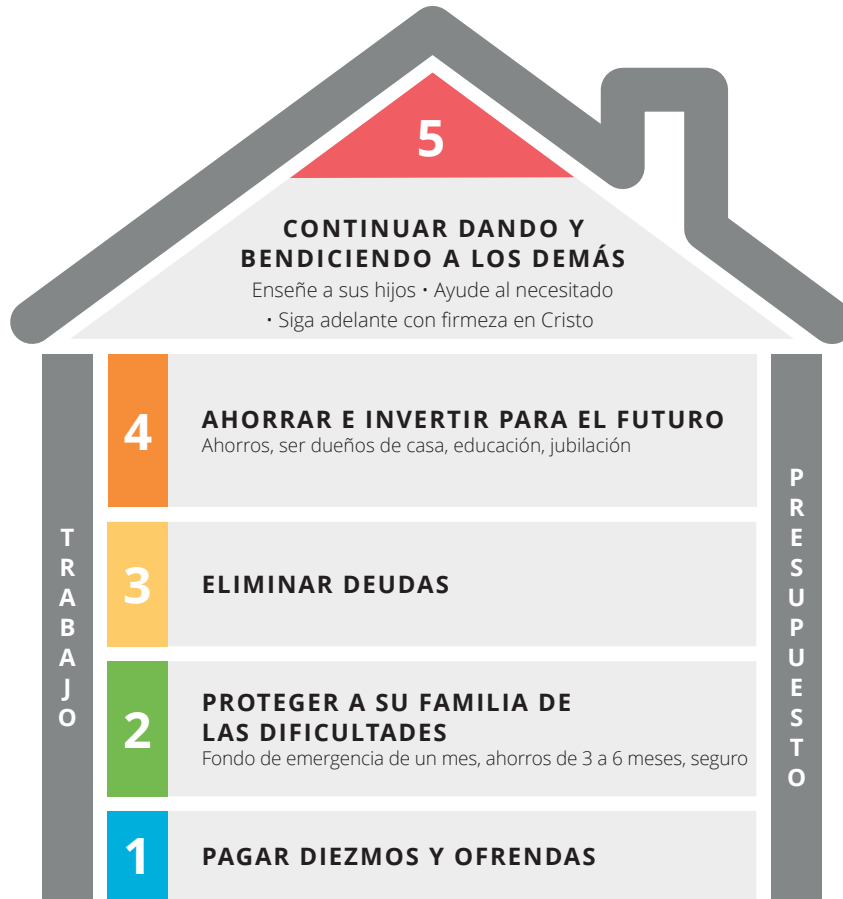 5
CONTINUAR DANDO Y
BENDICIENDO A LOS DEMÁS
Enseñe a sus hijos • Ayude al necesitado
• Siga adelante con firmeza en Cristo
4
AHORRAR E INVERTIR PARA EL FUTURO
Ahorros, ser dueños de casa, educación, jubilación
3
ELIMINAR DEUDAS
2
PROTEGER A SU FAMILIA DE
LAS DIFICULTADES
Fondo de emergencia de un mes, ahorros de 3 a 6 meses, seguro
1
PAGAR DIEZMOS Y OFRENDAS
TRABAJO
PRESUPUESTO